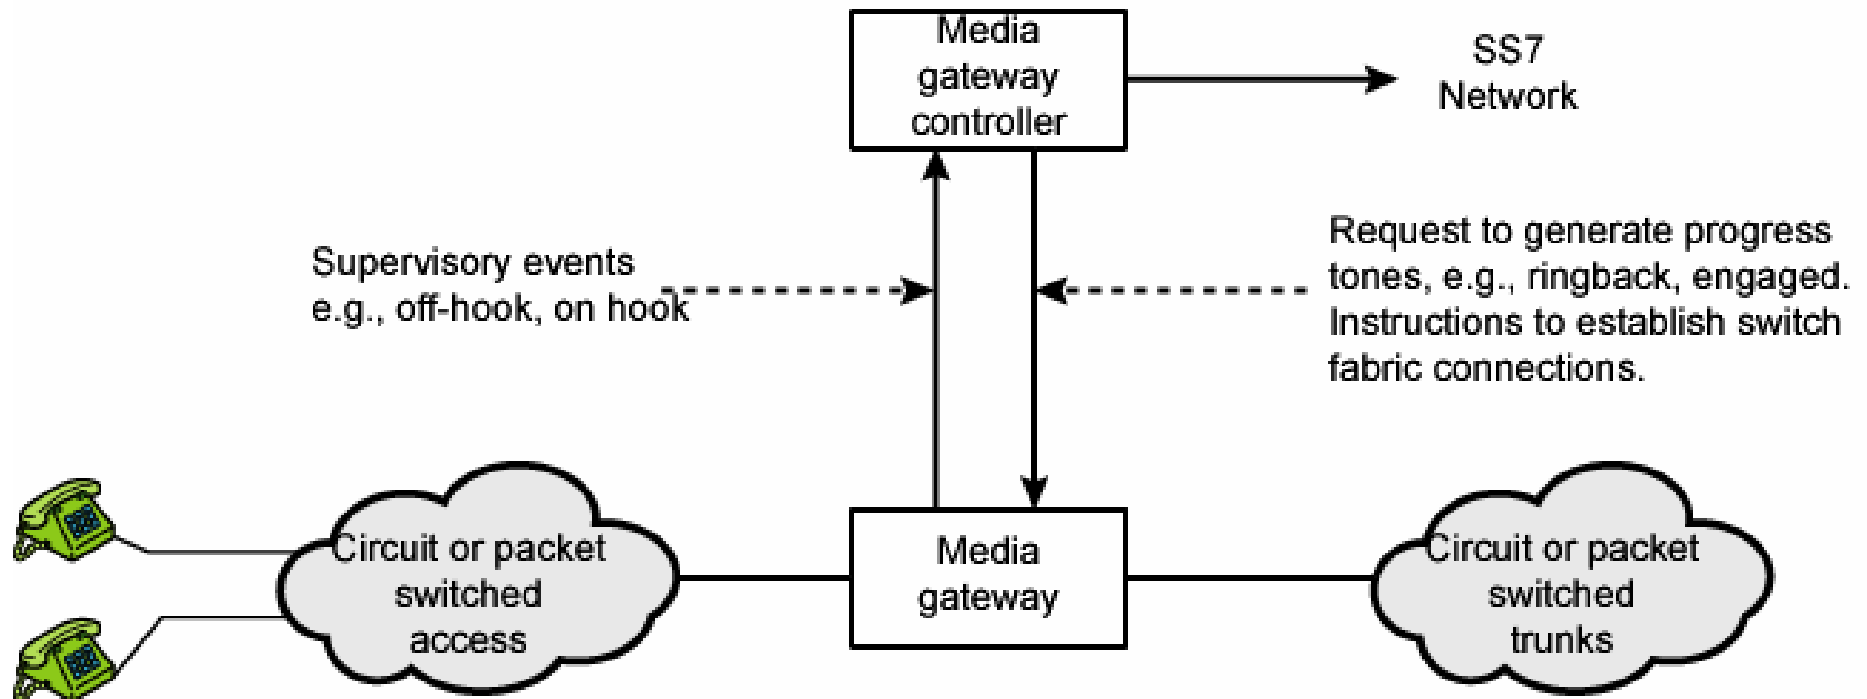 Media
gateway
controller
SS7
Network
Supervisory events
e.g., off-hook, on hook
Request to generate progress
tones, e.g., ringback, engaged.
Instructions to establish switch
fabric connections.
Circuit or packet
switched
access
Media
gateway
Circuit or packet
switched
trunks